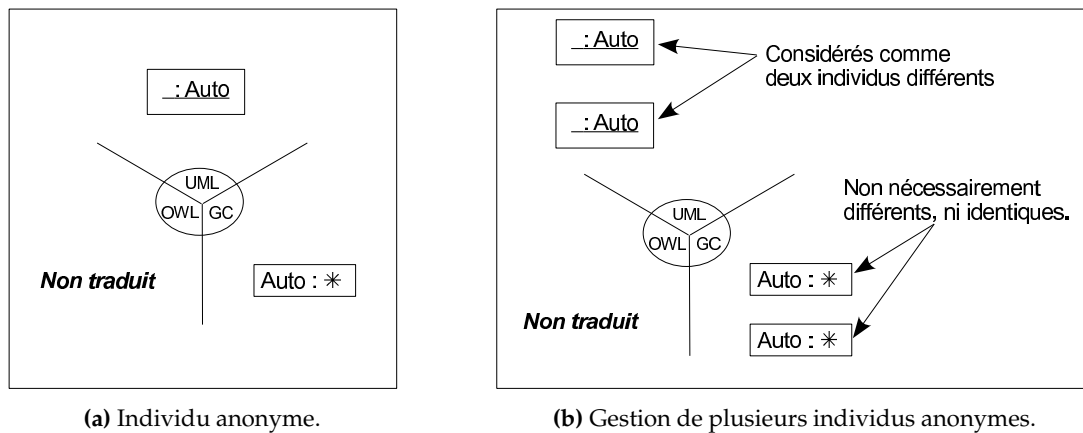 : Auto
UML
OWL GC
Non traduit
Auto : ✳
(a) Individu anonyme.
: Auto
: Auto
Considérés comme
deux individus différents
UML
OWL GC
Non nécessairement
différents, ni identiques.
Non traduit
Auto : ✳
Auto : ✳
(b) Gestion de plusieurs individus anonymes.